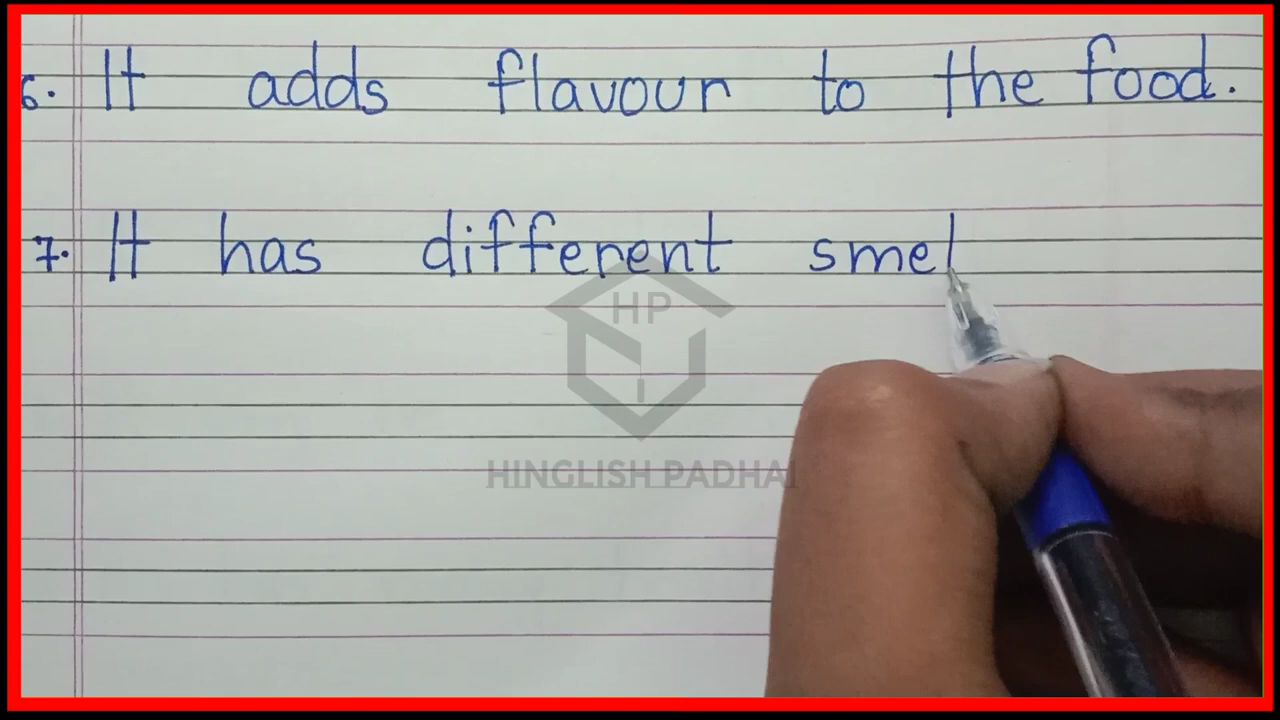 6. It adds flavour to the food.
7. It has different smel
HP
HINGLISH PADHAI